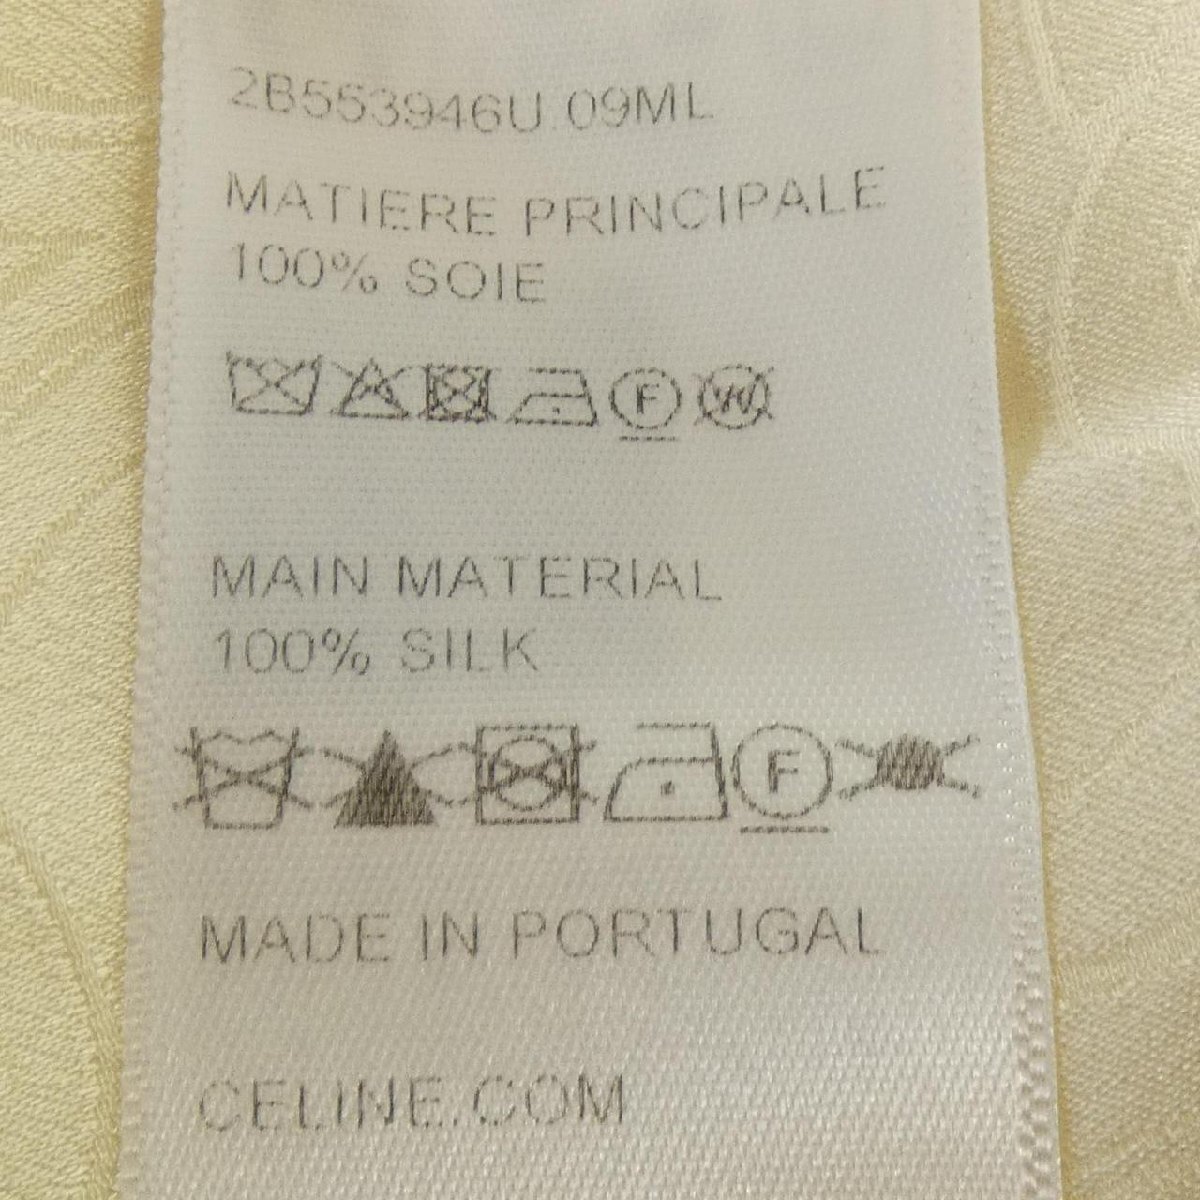 2B553946U.09ML
MATIERE PRINCIPALE
100% SOIE
F W
MAIN MATERIAL
100% SILK
F
MADE IN PORTUGAL
CELINE.COM